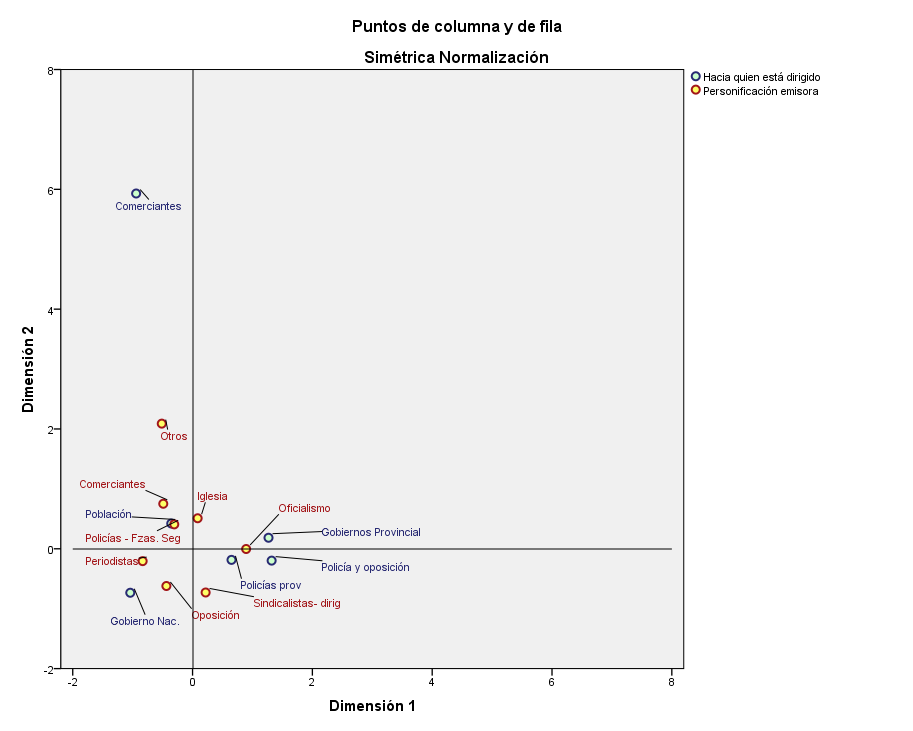 Puntos de columna y de fila
Simétrica Normalización
Hacia quien está dirigido
Personificación emisora
8
6
4
2
0
-2
Dimensión 2
Comerciantes
Otros
Comerciantes
Iglesia
Población
Oficialismo
Policías - Fzas. Seg
Gobiernos Provincial
Periodistas
Policía y oposición
Policías prov
Sindicalistas- dirig
Oposición
Gobierno Nac.
-2
0
2
4
6
8
Dimensión 1